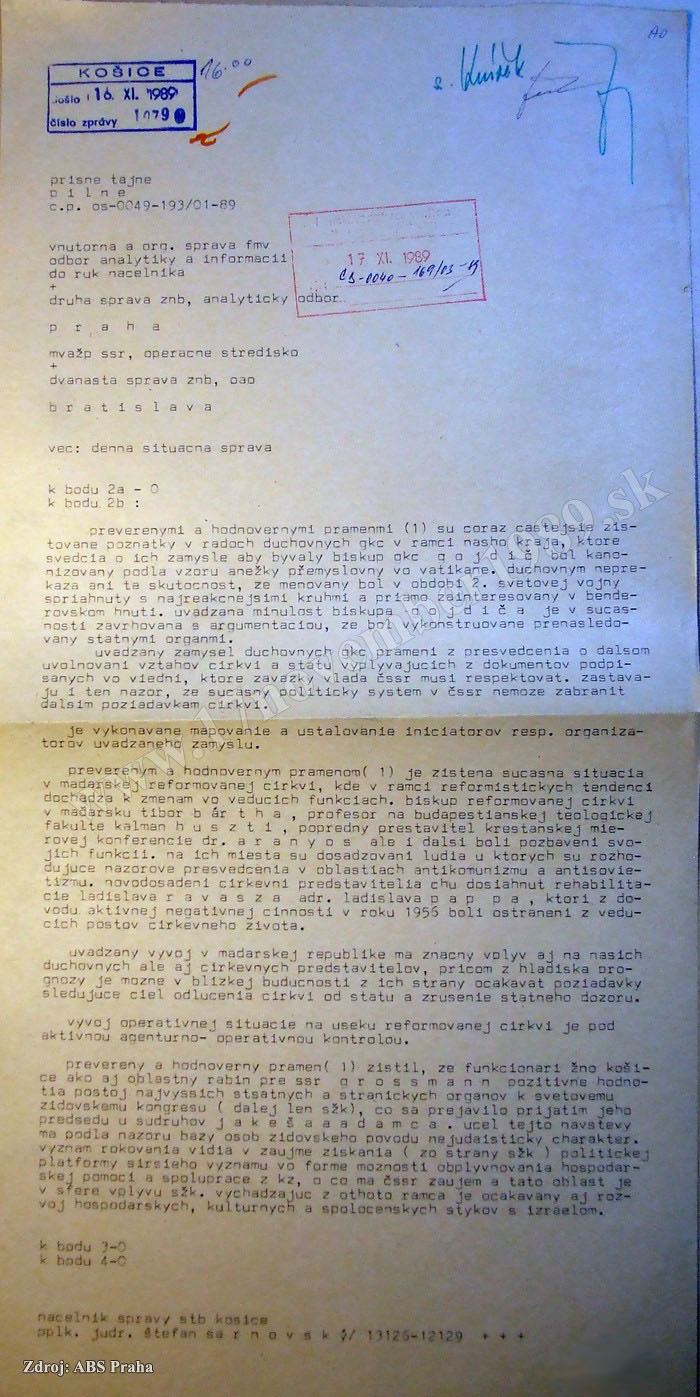 A0
KOŠICE
došlo 16. XI. 1989
číslo zprávy 1079
16.00
17 XI. 1989
prisne tajne
p i l n e
c.p. os-0049-193/01-89
vnutorna a org. sprava fmv
odbor analytiky a informacii
do ruk nacelnika
+
druha sprava znb, analyticky odbor
p r a h a
mvažp ssr, operacne stredisko
+
dvanasta sprava znb, oao
b r a t i s l a v a
vec: denna situacna sprava
k bodu 2a - 0
k bodu 2b :
preverenymi a hodnovernymi pramenmi (1) su coraz castejsie zis-
tovane poznatky v radoch duchovnych gkc v ramci nasho kraja, ktore
svedcia o ich zamysle aby byvaly biskup gkc g o j d i č bol kano-
nizovany podla vzoru anežky přemyslovny vo vatikane. duchovnym nepre-
kaza ani ta skutocnost, ze menovany bol v obdobi 2. svetovej vojny
spriahnuty s najreakcnejsimi kruhmi a priamo zainteresovany v bende-
rovskom hnuti. uvadzana minulost biskupa g o j d i č a je v sucas-
nosti zavrhovana s argumentaciou, ze bol vykonstruovane prenasledo-
vany statnymi organmi.
uvadzany zamysel duchovnych gkc prameni z presvedcenia o dalsom
uvolnovani vztahov cirkvi a statu vyplyvajucich z dokumentov podpi-
sanych vo viedni, ktore zavazky vlada čssr musi respektovat. zastava-
ju i ten nazor, ze sucasny politicky system v čssr nemoze zabranit
dalsim poziadavkam cirkvi.
je vykonavane mapovanie a ustalovanie iniciatorov resp. organiza-
torov uvadzaneho zamyslu.
preverenym a hodnovernym pramenom( 1) je zistena sucasna situacia
v madarskej reformovanej cirkvi, kde v ramci reformistickych tendenci
dochadza k zmenam vo vaducich funkciach. biskup reformovanej cirkvi
v maďarsku tibor b á r t h a , profesor na budapestianskej teologickej
fakulte kalman h u s z t i , popredny prestavitel krestanskej mie-
rovej konferencie dr. a r a n y o s ale i dalsi boli pozbaveni svo-
jich funkcii. na ich miesta su dosadzovani ludia u ktorych su rozho-
dujuce nazorove presvedcenia v oblastiach antikomunizmu a antisovie-
tizmu. novodosadeni cirkevni predstavitelia chu dosiahnut rehabilita-
cie ladislava r a v a s z a adr. ladislava p a p p a , ktori z do-
vodu aktivnej negativnej cinnosti v roku 1956 boli ostraneni z vedu-
cich postov cirkevneho života.
uvadzany vyvoj v madarskej republike ma znacny vplyv aj na nasich
duchovnych ale aj cirkevnych predstavitelov, pricom z hladiska pro-
gnozy je mozne v blizkej buducnosti z ich strany ocakavat poziadavky
sledujuce ciel odlucenia cirkvi od statu a zrusenie statneho dozoru.
vyvoj operativnej situacie na useku reformovanej cirkvi je pod
aktivnou agenturno- operativnou kontrolou.
prevereny a hodnoverny pramen( 1) zistil, ze funkcionari žno koši-
ce ako aj oblastny rabin pre ssr g r o s s m a n n pozitivne hodno-
tia postoj najvyssich stsatnych a stranickych organov k svetovemu
zidovskemu kongresu ( dalej len sžk), co sa prejavilo prijatim jeho
predsedu u sudruhov j a k e š a a a d a m c a . ucel tejto navstevy
ma podla nazoru bazy osob zidovskeho povodu nejudaisticky charakter.
vyznam rokovania vidia v zaujme ziskania ( zo strany sžk ) politickej
platformy sirsieho vyznamu vo forme moznosti obplyvnovania hospodar-
skej pomoci a spoluprace z kz, o co ma čssr zaujem a tato oblast je
v sfere vplyvu sžk. vychadzajuc z othoto ramca je ocakavany aj roz-
voj hospodarskych, kulturnych a spolocenskych stykov s izraelom.
k bodu 3-0
k bodu 4-0
nacelnik spravy stb kosice
pplk. judr. štefan s a r n o v s k ý/ 13126-12129 + + +
www.17november1989.sk
Zdroj: ABS Praha